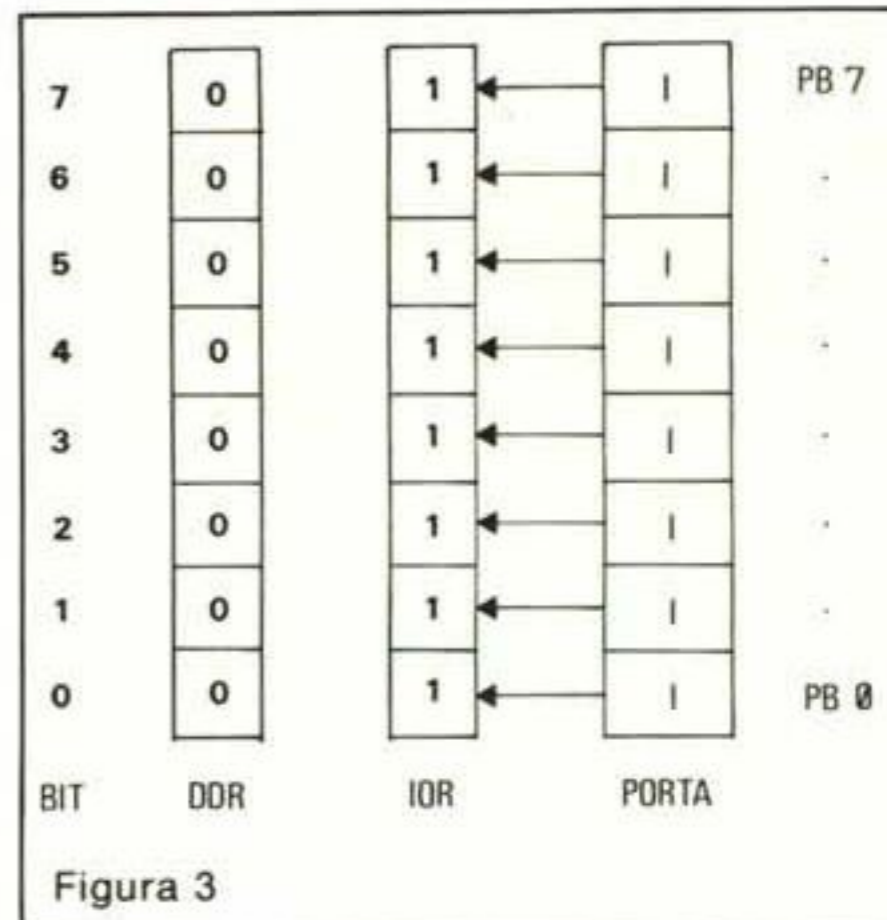 7 0 1 I PB 7
6 0 1 I .
5 0 1 I .
4 0 1 I .
3 0 1 I .
2 0 1 I .
1 0 1 I .
0 0 1 I PB 0
BIT DDR IOR PORTA
Figura 3